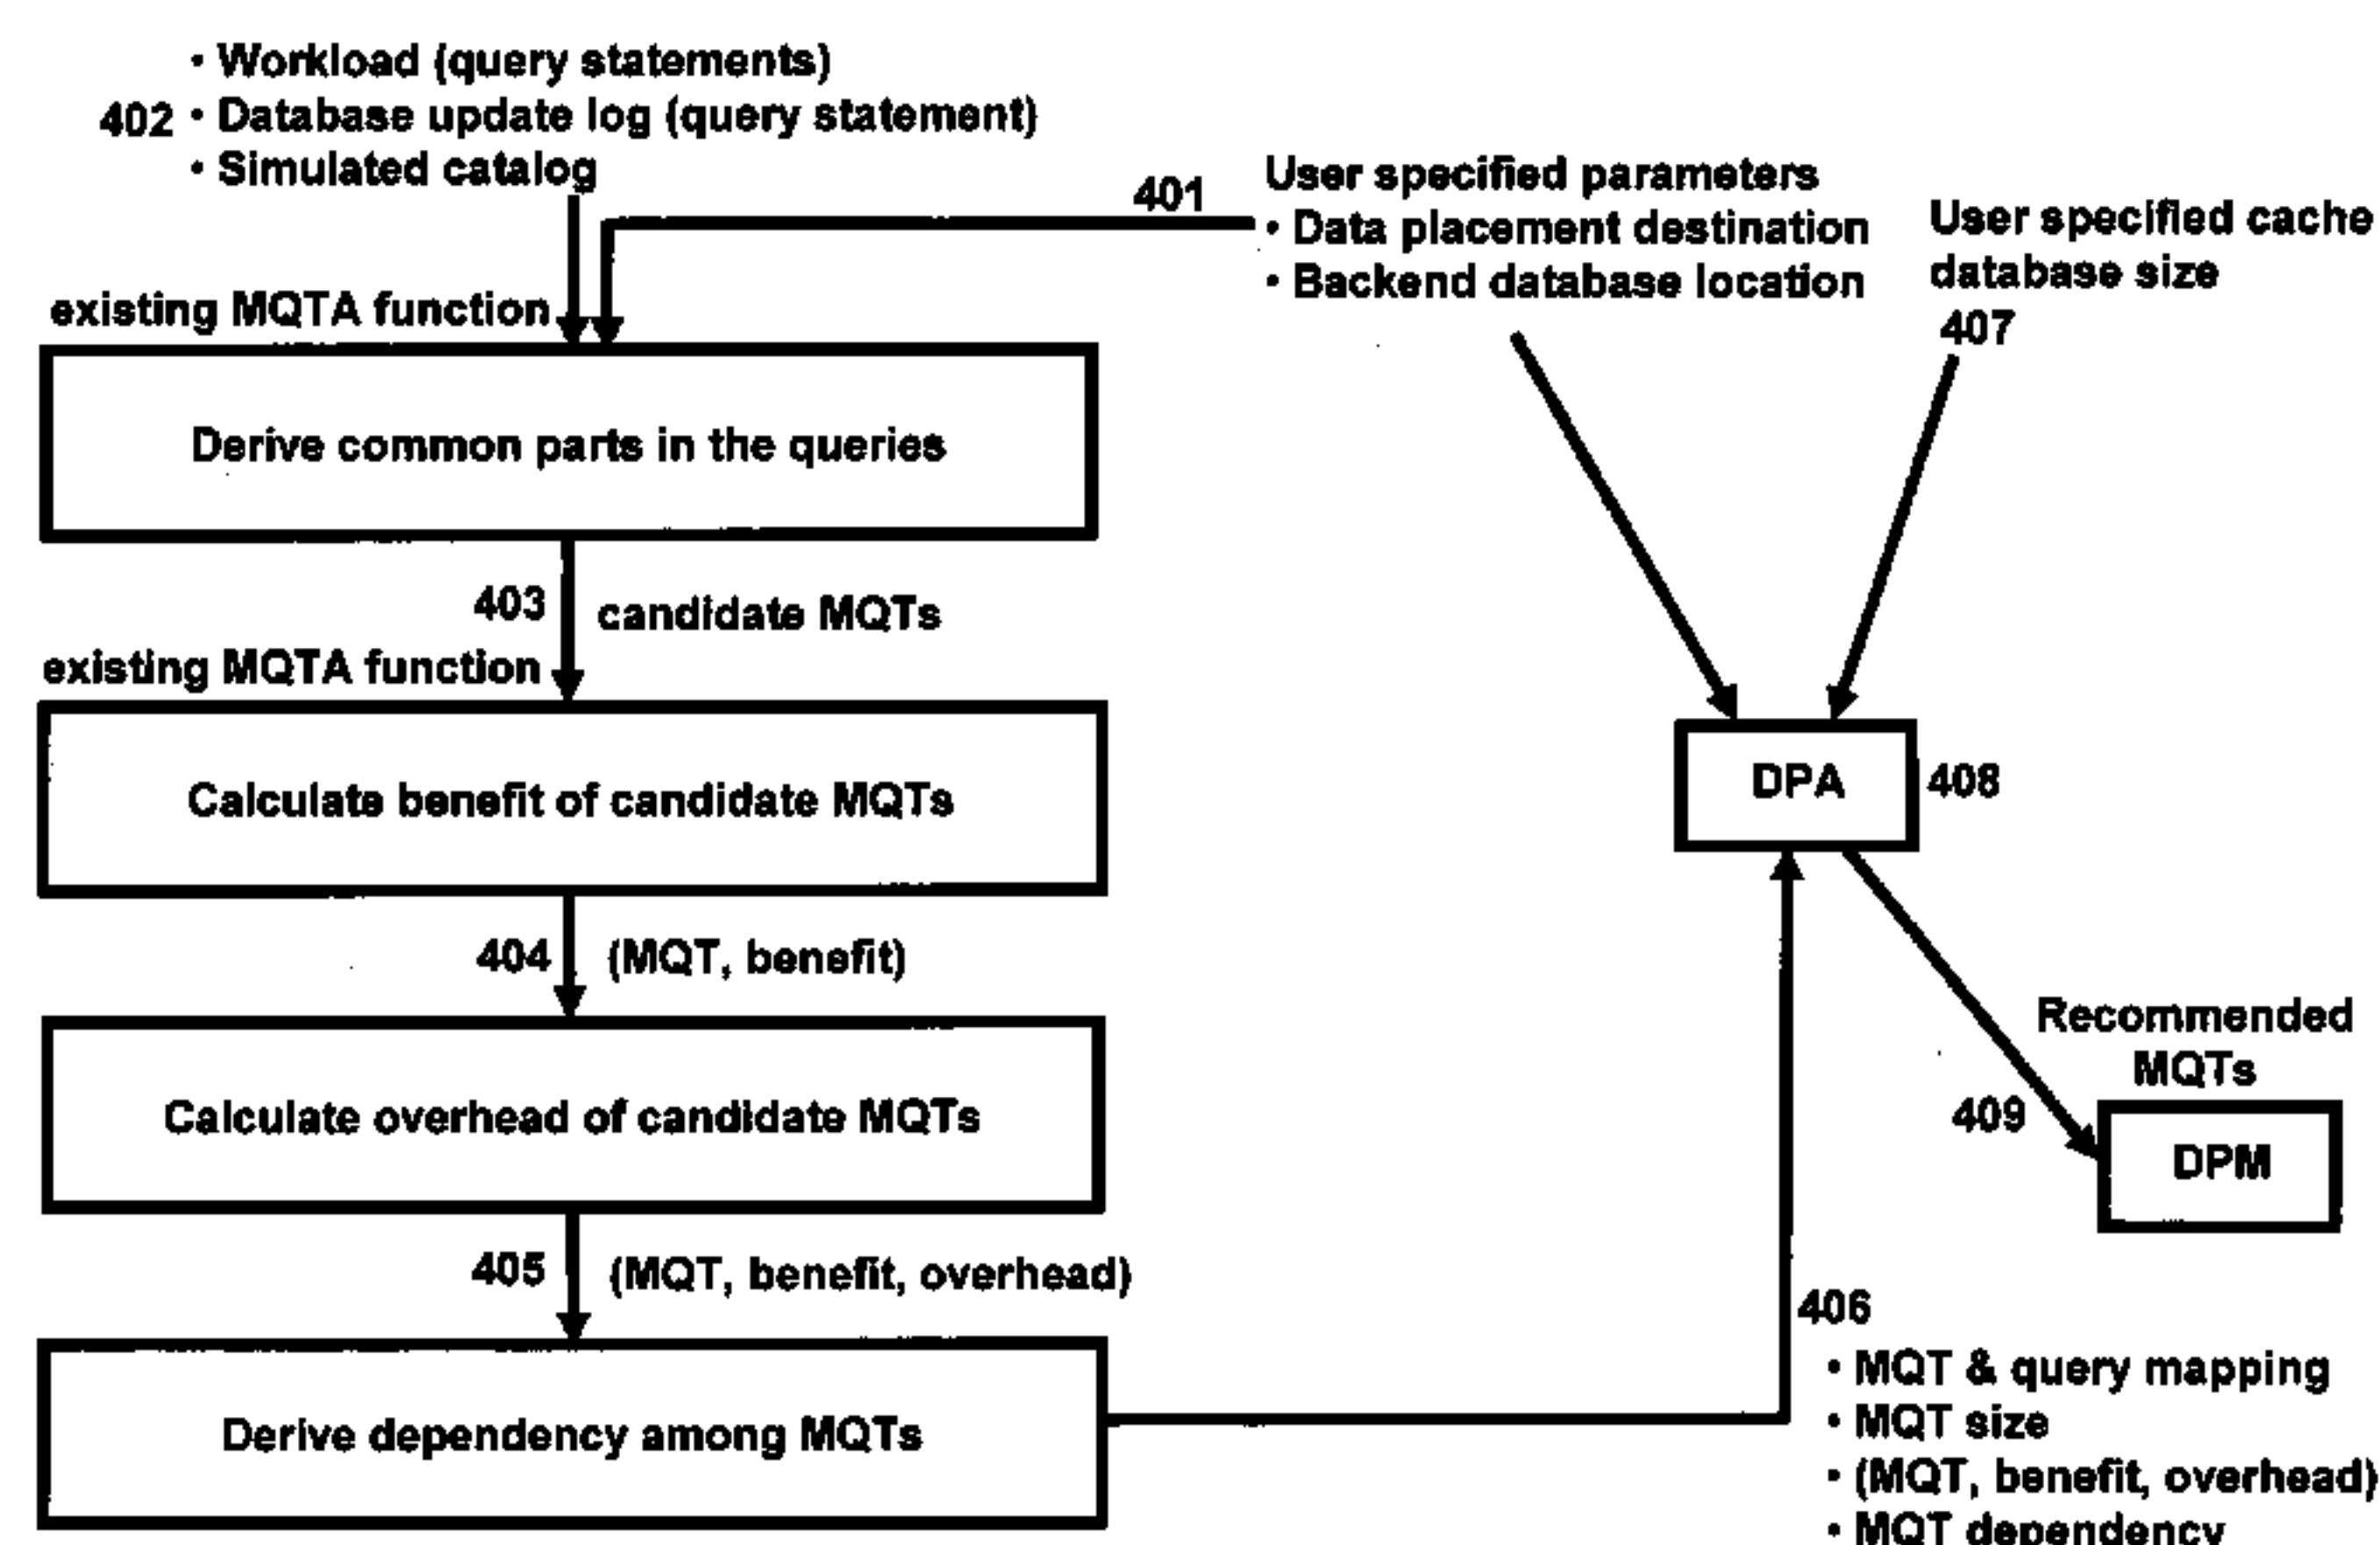 • Workload (query statements)
402 • Database update log (query statement)
• Simulated catalog
401
User specified parameters
• Data placement destination
• Backend database location
User specified cache
database size
407
existing MQTA function
Derive common parts in the queries
403
candidate MQTs
existing MQTA function
Calculate benefit of candidate MQTs
404
(MQT, benefit)
DPA
408
Calculate overhead of candidate MQTs
Recommended
MQTs
409
DPM
405
(MQT, benefit, overhead)
Derive dependency among MQTs
406
• MQT & query mapping
• MQT size
• (MQT, benefit, overhead)
• MQT dependency